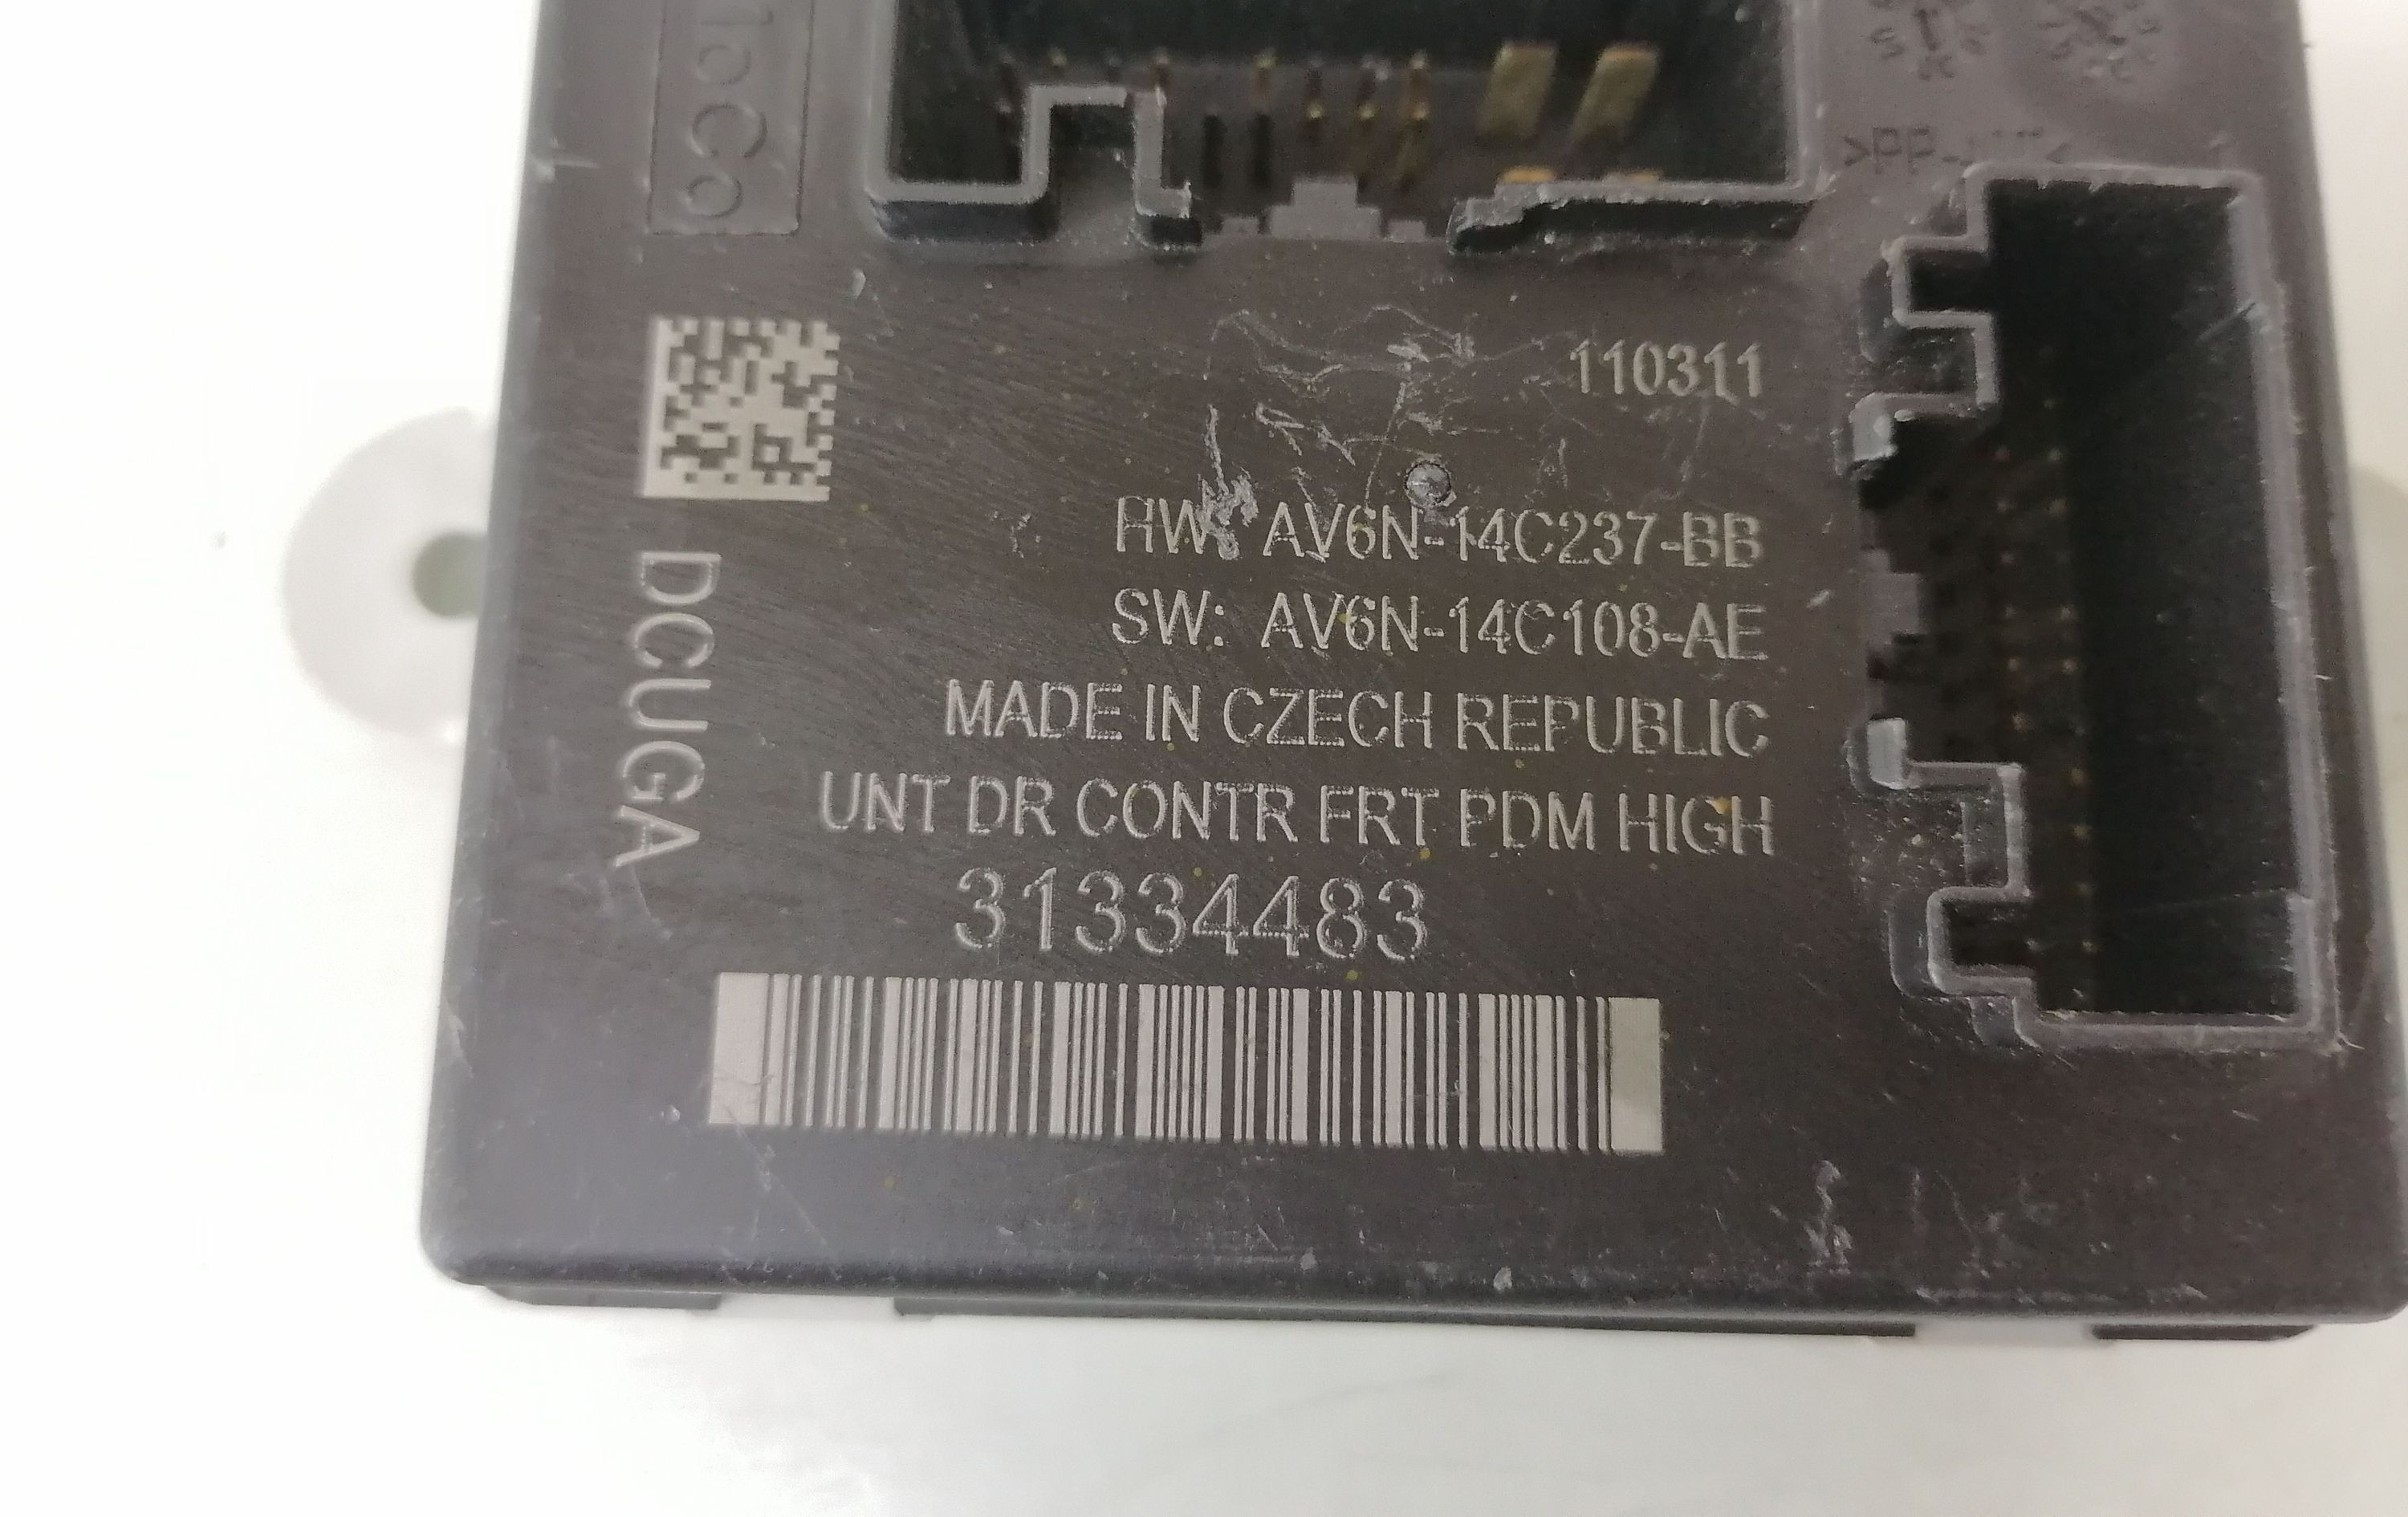 110311
HW: AV6N-14C237-BB
SW: AV6N-14C108-AE
MADE IN CZECH REPUBLIC
UNT DR CONTR FRT PDM HIGH
31334483
DCUGA